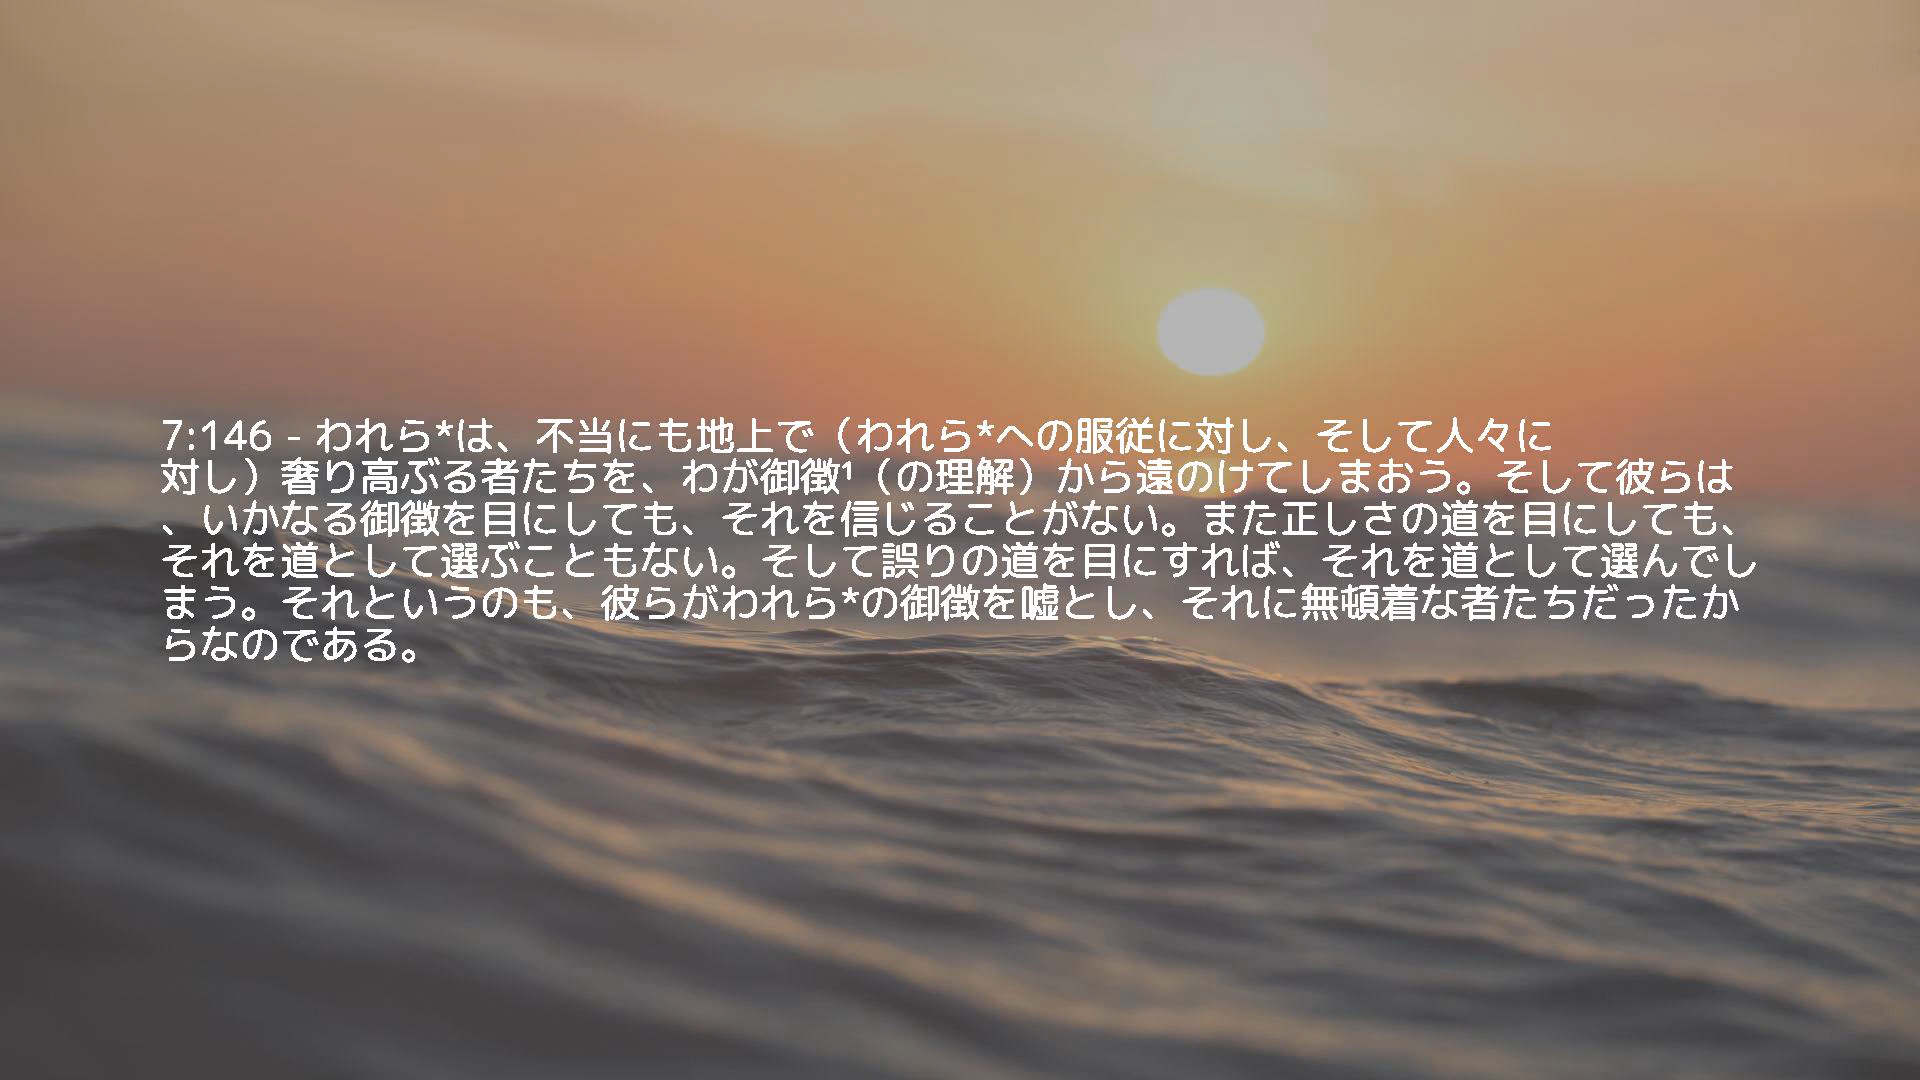 7:146 - われら*は、不当にも地上で（われら*への服従に対し、そして人々に
対し）奢り高ぶる者たちを、わが御徴¹（の理解）から遠のけてしまおう。そして彼らは
、いかなる御徴を目にしても、それを信じることがない。また正しさの道を目にしても、
それを道として選ぶこともない。そして誤りの道を目にすれば、それを道として選んでし
まう。それというのも、彼らがわれら*の御徴を嘘とし、それに無頓着な者たちだったか
らなのである。